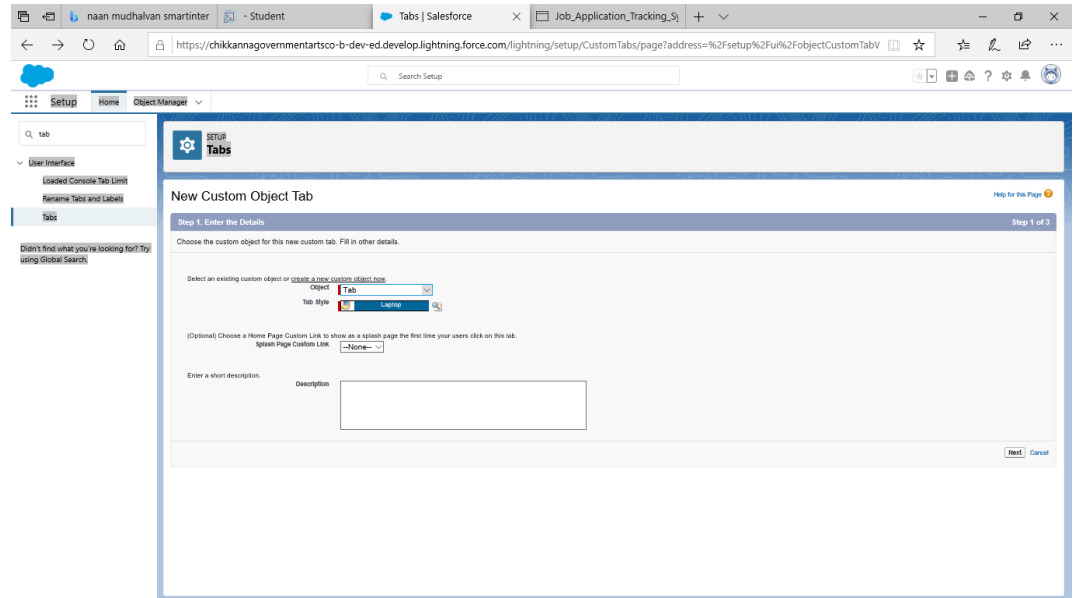 naan mudhalvan smartinter
- Student
Tabs | Salesforce
Job_Application_Tracking_Sy
https://chikkannagovernmentartsco-b-dev-ed.develop.lightning.force.com/lightning/setup/CustomTabs/page?address=%2Fsetup%2Fui%2FobjectCustomTabV
Search Setup
Setup
Home
Object Manager
tab
User Interface
Loaded Console Tab Limit
Rename Tabs and Labels
Tabs
Didn't find what you're looking for? Try
using Global Search.
SETUP
Tabs
New Custom Object Tab
Help for this Page
Step 1. Enter the Details
Step 1 of 3
Choose the custom object for this new custom tab. Fill in other details.
Select an existing custom object or create a new custom object now.
Object
Tab
Tab Style
Laptop
(Optional) Choose a Home Page Custom Link to show as a splash page the first time your users click on this tab.
Splash Page Custom Link
--None--
Enter a short description.
Description
Next
Cancel